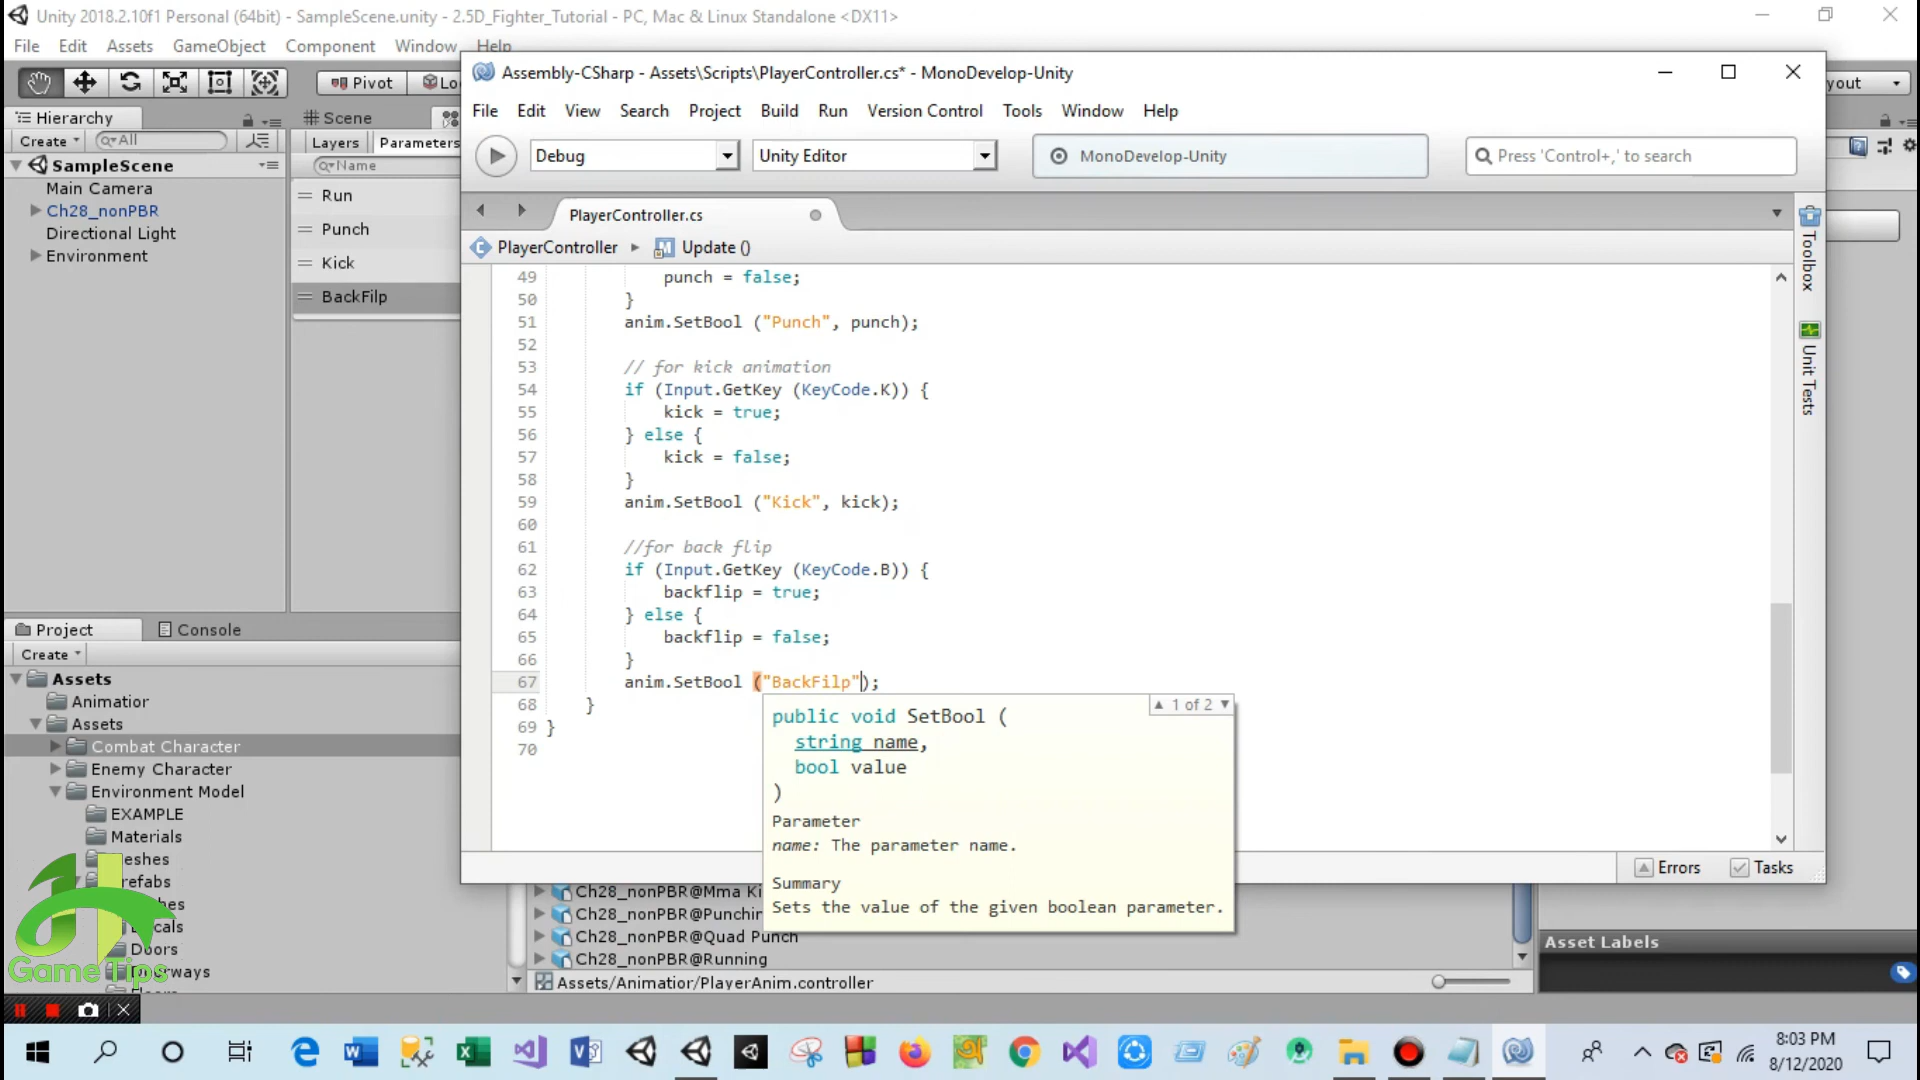 Unity 2018.2.10f1 Personal (64bit) - SampleScene.unity - 2.5D_Fighter_Tutorial - PC, Mac & Linux Standalone <DX11>
File Edit Assets GameObject Component Window Help
Pivot Lo yout
Assembly-CSharp - Assets\Scripts\PlayerController.cs* - MonoDevelop-Unity
File Edit View Search Project Build Run Version Control Tools Window Help
Debug Unity Editor MonoDevelop-Unity Press 'Control+,' to search
Hierarchy
Create All
SampleScene
Main Camera
Ch28_nonPBR
Directional Light
Environment
Scene
Layers Parameters
Name
Run
Punch
Kick
BackFilp
PlayerController.cs
PlayerController Update ()
49 punch = false;
50 }
51 anim.SetBool ("Punch", punch);
52
53 // for kick animation
54 if (Input.GetKey (KeyCode.K)) {
55 kick = true;
56 } else {
57 kick = false;
58 }
59 anim.SetBool ("Kick", kick);
60
61 //for back flip
62 if (Input.GetKey (KeyCode.B)) {
63 backflip = true;
64 } else {
65 backflip = false;
66 }
67 anim.SetBool ("BackFilp");
68 }
69 }
70
1 of 2
public void SetBool (
string name,
bool value
)
Parameter
name: The parameter name.
Summary
Sets the value of the given boolean parameter.
Toolbox
Unit Tests
Errors Tasks
Project Console
Create
Assets
Animatior
Assets
Combat Character
Enemy Character
Environment Model
EXAMPLE
Materials
eshes
refabs
hes
cals
Doors
orways
Game Tips
Ch28_nonPBR@Mma Ki
Ch28_nonPBR@Punchin
Ch28_nonPBR@Quad Punch
Ch28_nonPBR@Running
Assets/Animatior/PlayerAnim.controller
Asset Labels
8:03 PM
8/12/2020